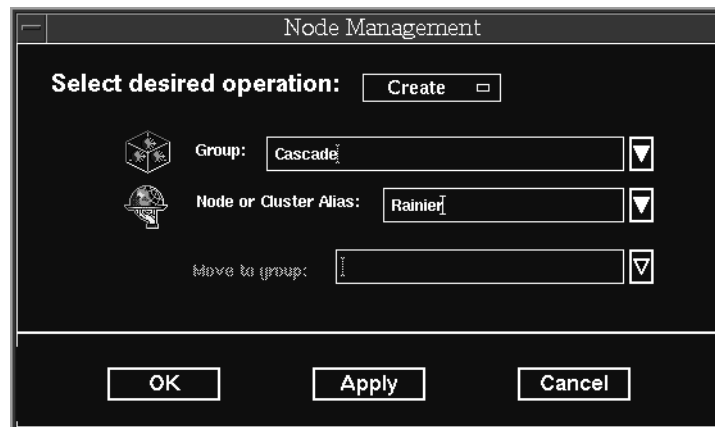 Node Management
Select desired operation: Create
Group: Cascade
Node or Cluster Alias: Rainier
Move to group:
OK Apply Cancel